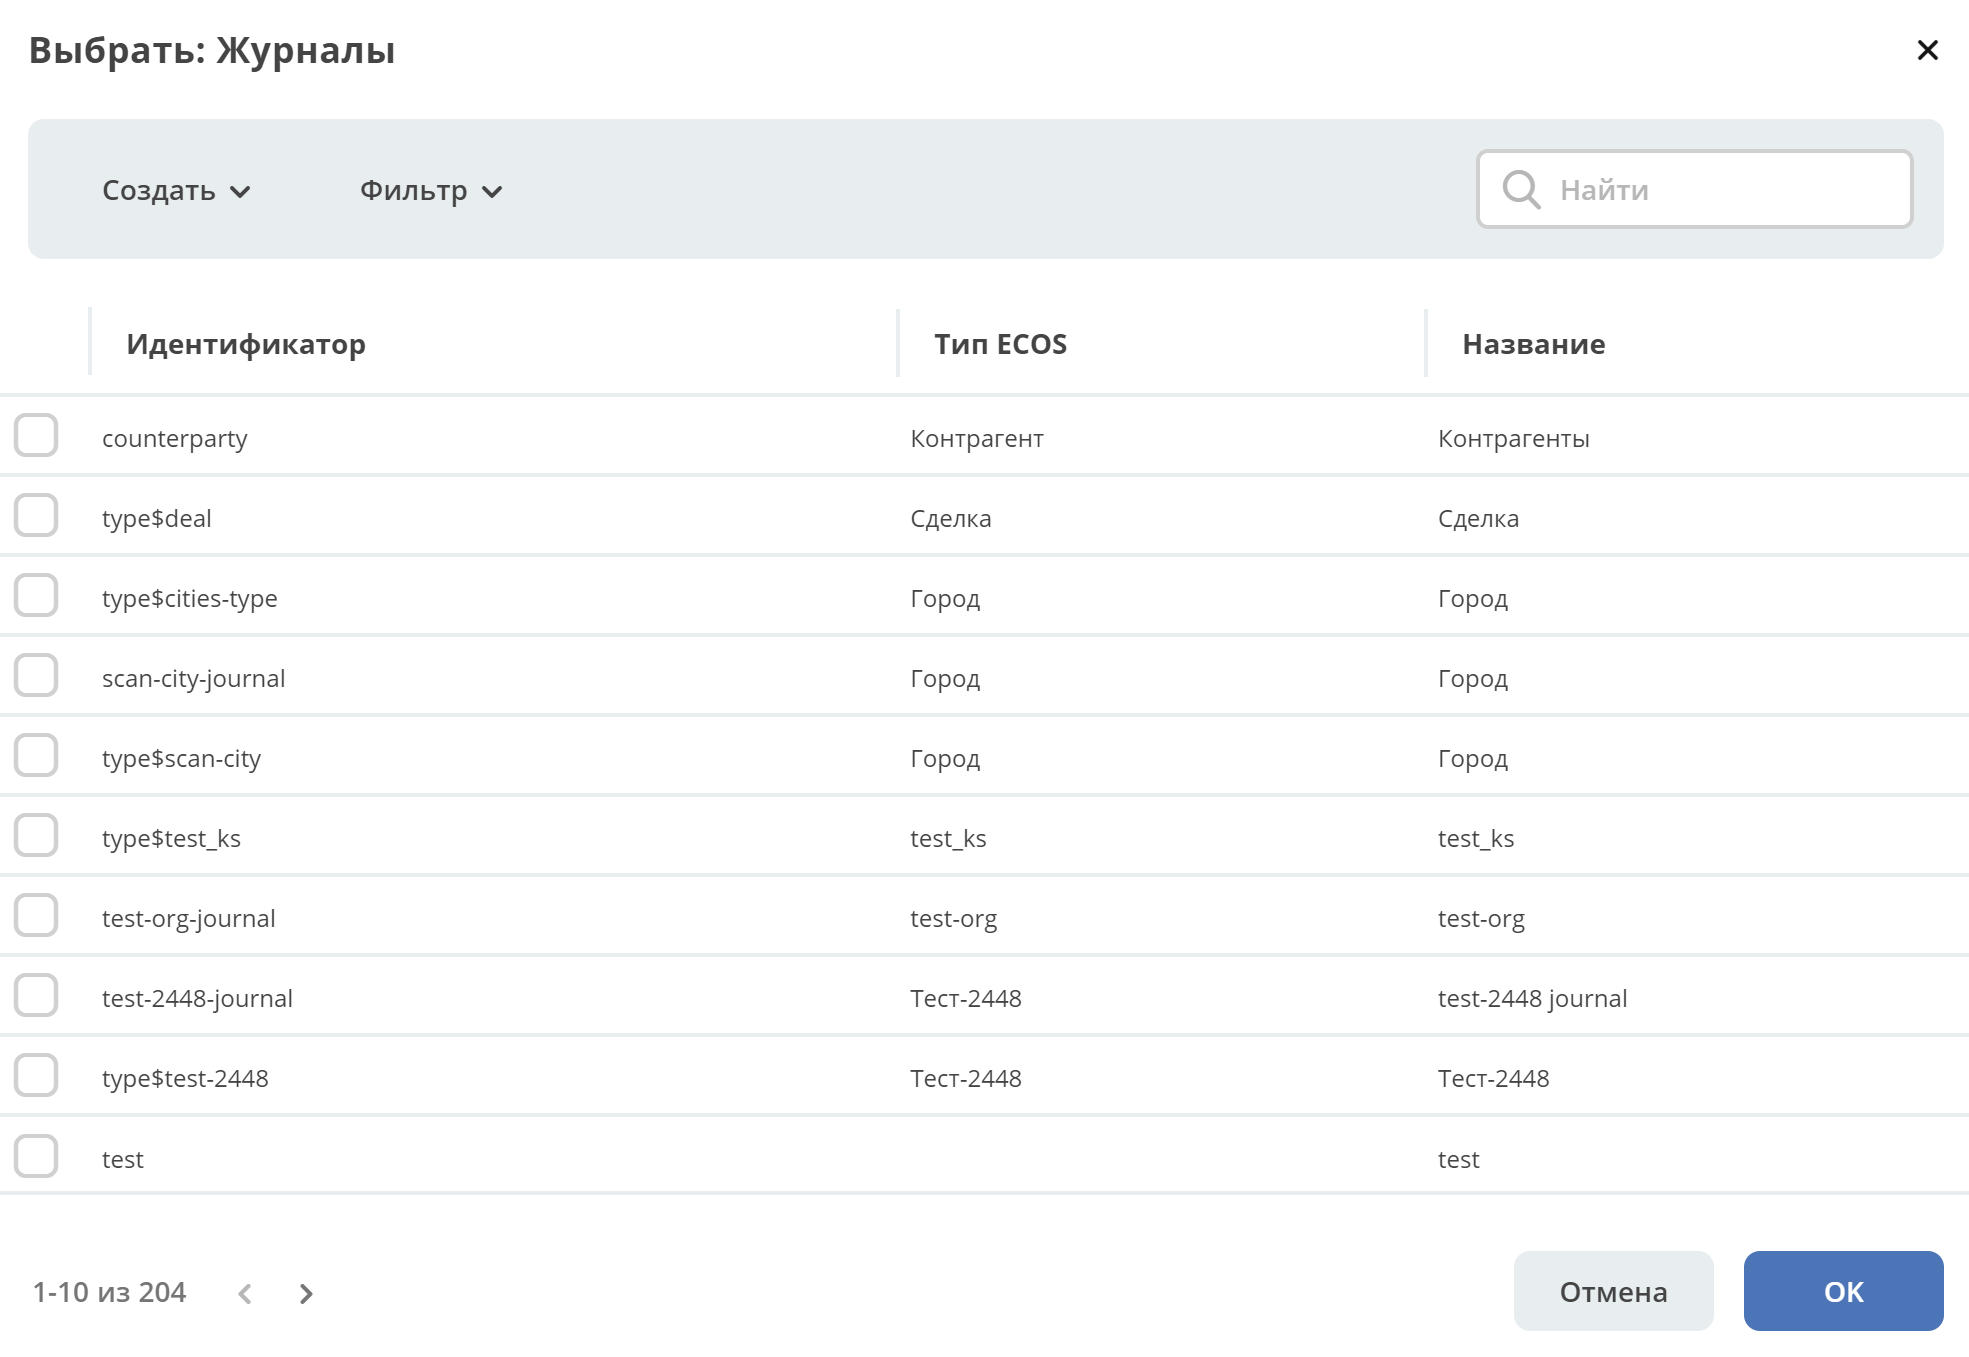 Выбрать: Журналы
Создать Фильтр Найти
Идентификатор Тип ECOS Название
counterparty Контрагент Контрагенты
type$deal Сделка Сделка
type$cities-type Город Город
scan-city-journal Город Город
type$scan-city Город Город
type$test_ks test_ks test_ks
test-org-journal test-org test-org
test-2448-journal Тест-2448 test-2448 journal
type$test-2448 Тест-2448 Тест-2448
test test
1-10 из 204 Отмена OK